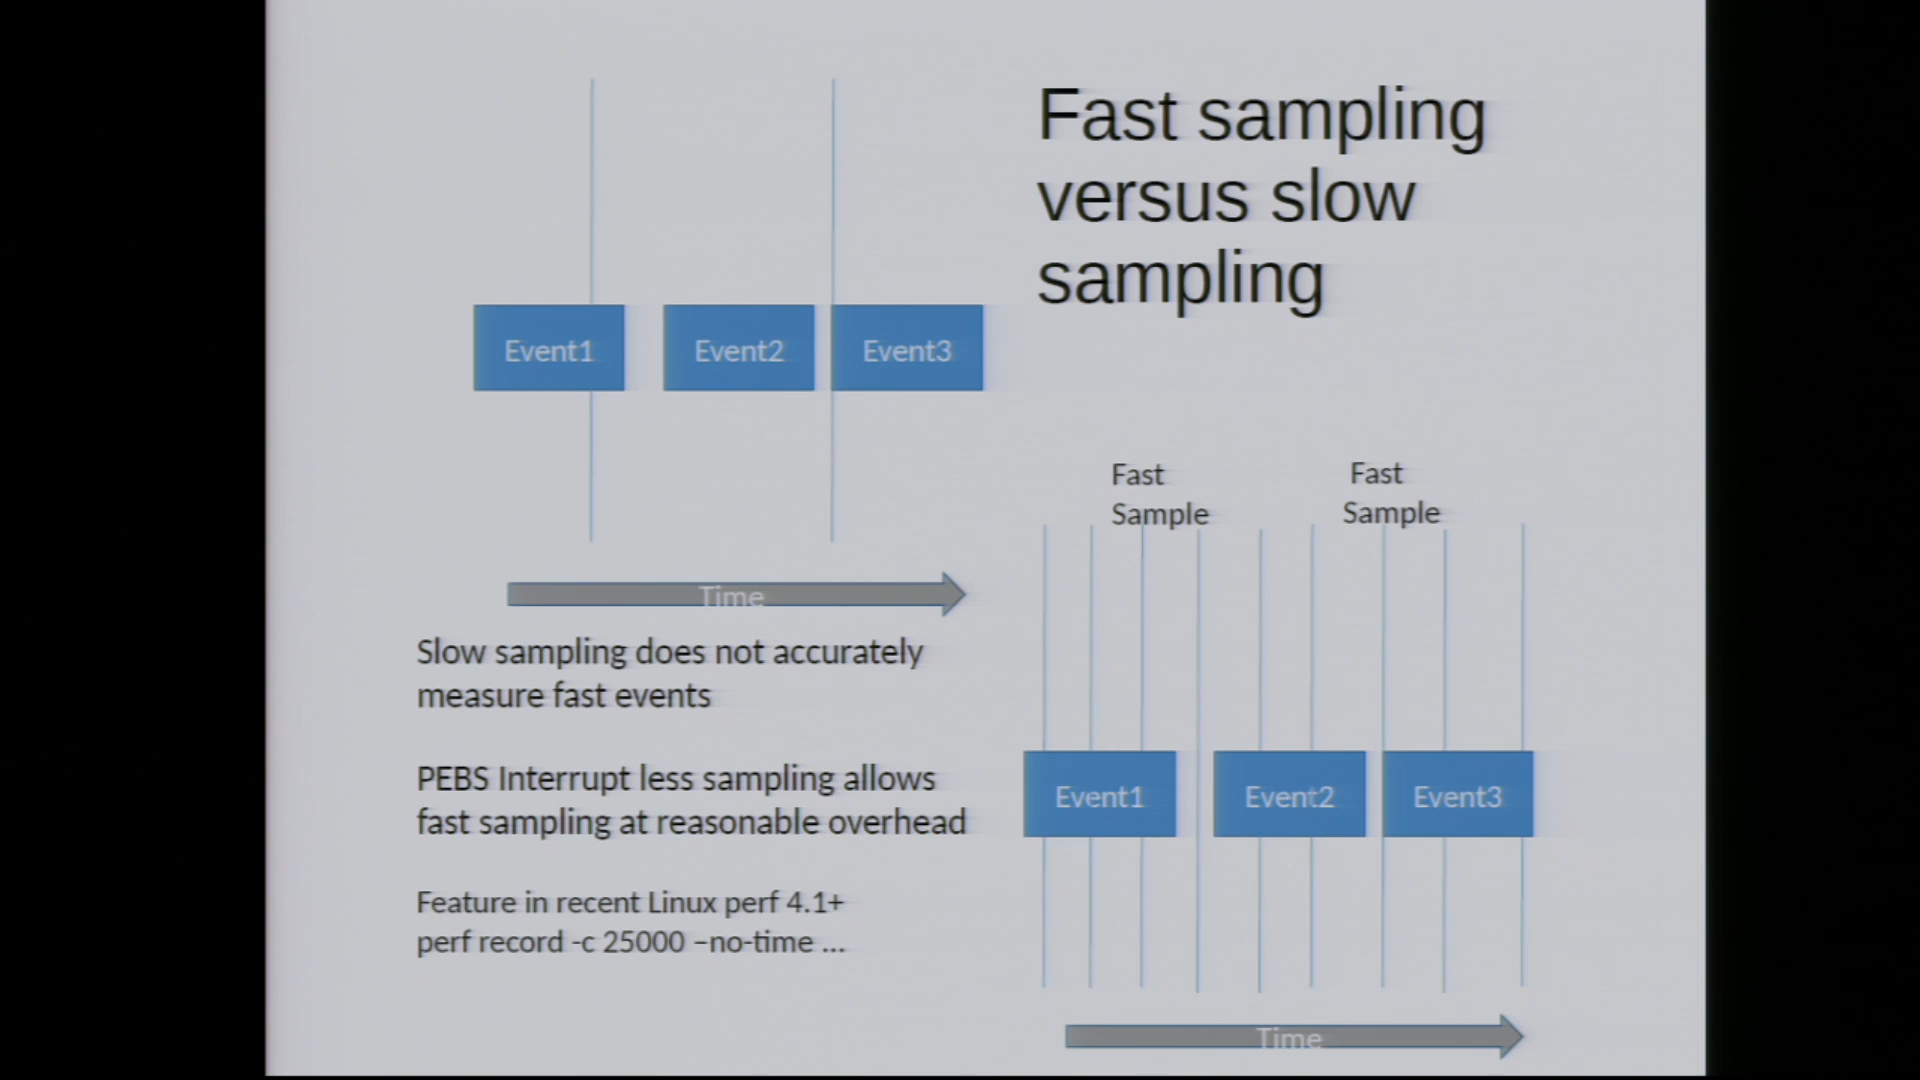 Fast sampling
versus slow
sampling
Event1
Event2
Event3
Time
Slow sampling does not accurately
measure fast events
PEBS Interrupt less sampling allows
fast sampling at reasonable overhead
Feature in recent Linux perf 4.1+
perf record -c 25000 –no-time ...
Fast
Sample
Fast
Sample
Event1
Event2
Event3
Time